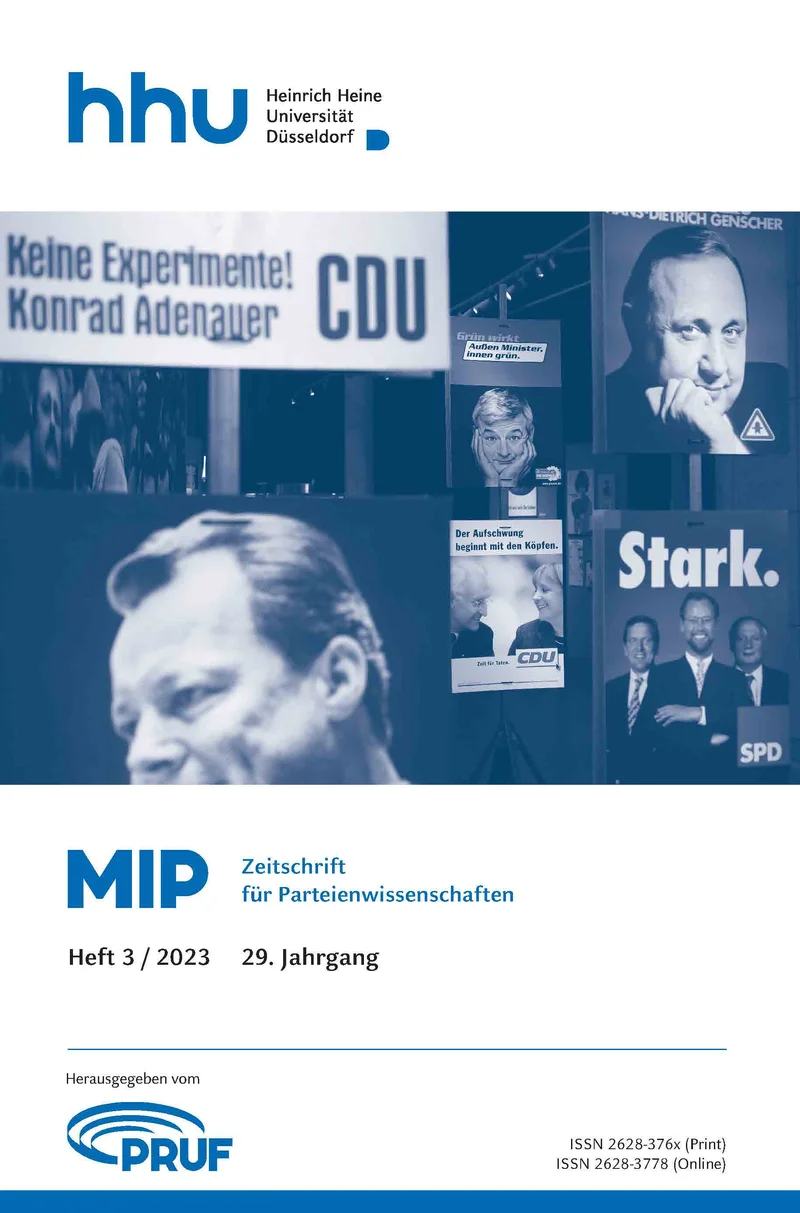 hhu
Heinrich Heine
Universität
Düsseldorf
Keine Experimente!
Konrad Adenauer
CDU
HANS-DIETRICH GENSCHER
Grün wirkt
Außen Minister,
innen grün.
Der Aufschwung
beginnt mit den Köpfen.
Zeit für Taten.
CDU
Stark.
SPD
MIP
Zeitschrift
für Parteienwissenschaften
Heft 3 / 2023
29. Jahrgang
Herausgegeben vom
PRUF
ISSN 2628-376x (Print)
ISSN 2628-3778 (Online)